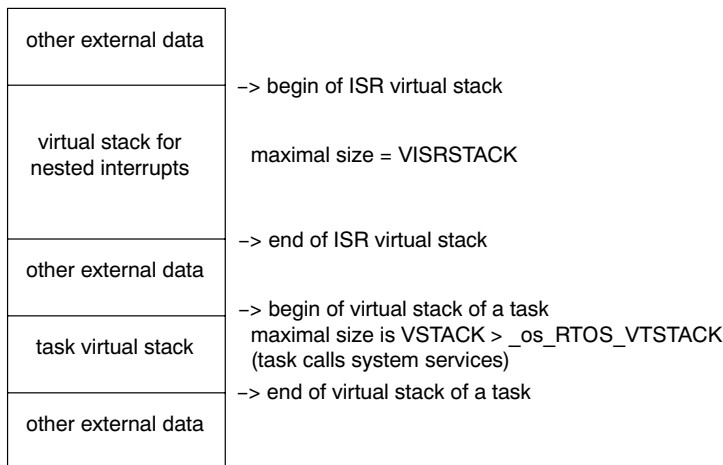 other external data
−> begin of ISR virtual stack
virtual stack for
nested interrupts
maximal size = VISRSTACK
−> end of ISR virtual stack
other external data
−> begin of virtual stack of a task
maximal size is VSTACK > _os_RTOS_VTSTACK
task virtual stack
(task calls system services)
−> end of virtual stack of a task
other external data